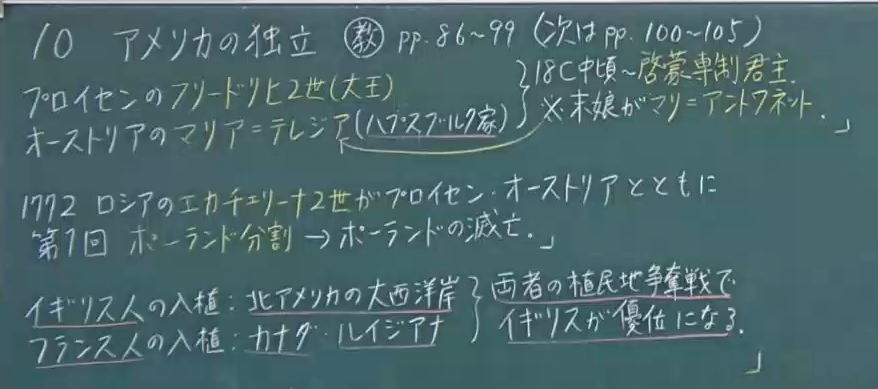 10 アメリカの独立 教 pp.86~99 (次はpp.100~105)
プロイセンのフリードリヒ2世(大王)
オーストリアのマリア=テレジア(ハプスブルク家)
}18C中頃~啓蒙専制君主.
※末娘がマリ=アントワネット.」
1772 ロシアのエカチェリーナ2世がプロイセン・オーストリアとともに
第1回 ポーランド分割→ポーランドの滅亡.」
イギリス人の入植:北アメリカの大西洋岸
フランス人の入植:カナダ・ルイジアナ
}両者の植民地争奪戦で
イギリスが優位になる.」